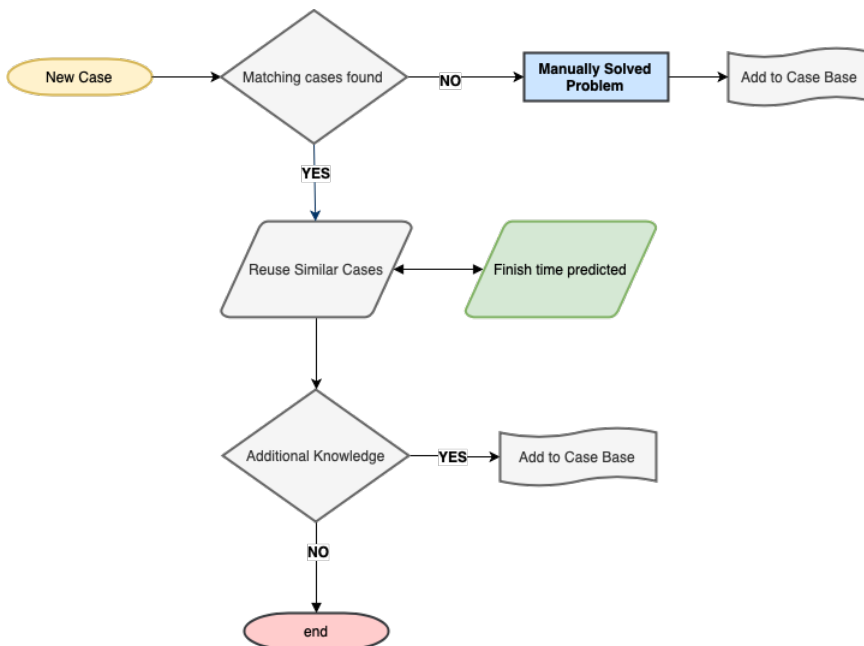 New Case
Matching cases found
NO
Manually Solved
Problem
Add to Case Base
YES
Reuse Similar Cases
Finish time predicted
Additional Knowledge
YES
Add to Case Base
NO
end